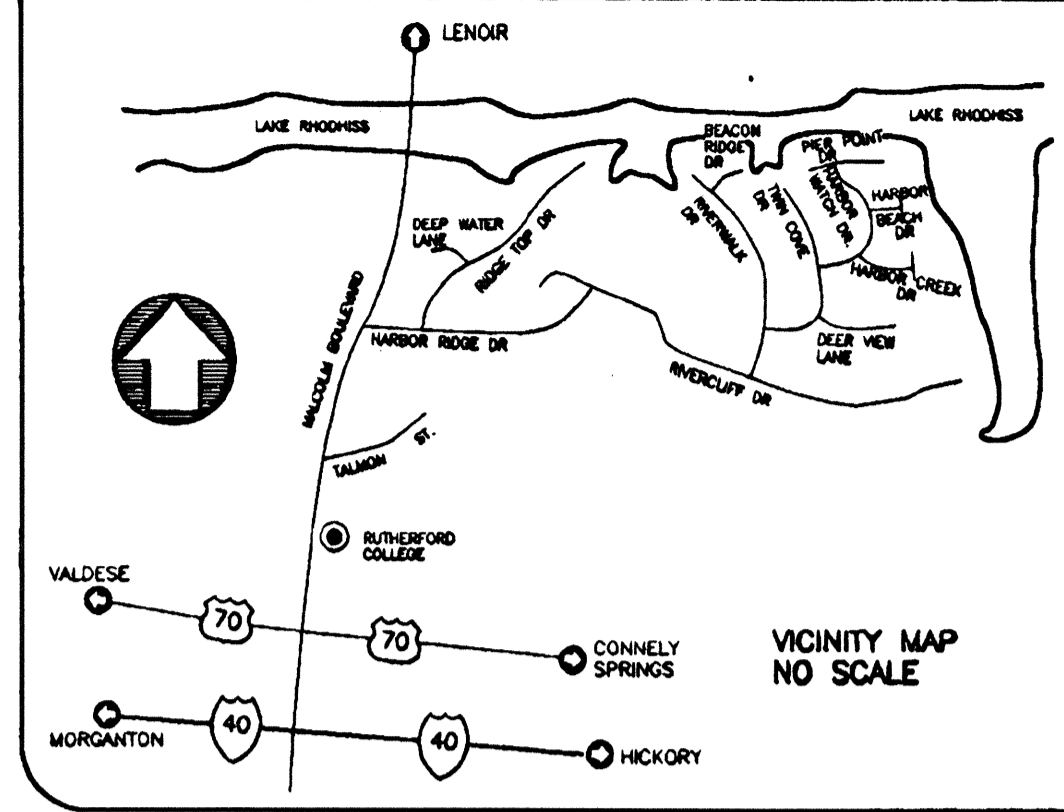 LENOIR
LAKE RHODHISS
LAKE RHODHISS
BEACON
RIDGE
DR
PIER POINT
DR
HARBOR
WATCH DR.
HARBOR
BEACH
DR
HARBOR CREEK
DR
TWIN COVE
DR
RIVERWALK
DR
DEEP WATER
LANE
RIDGE TOP DR
MALCOLM BOULEVARD
HARBOR RIDGE DR
DEER VIEW
LANE
RIVERCLIFF DR
TALMON ST.
RUTHERFORD
COLLEGE
VALDESE
70
70
CONNELY
SPRINGS
VICINITY MAP
NO SCALE
MORGANTON
40
40
HICKORY